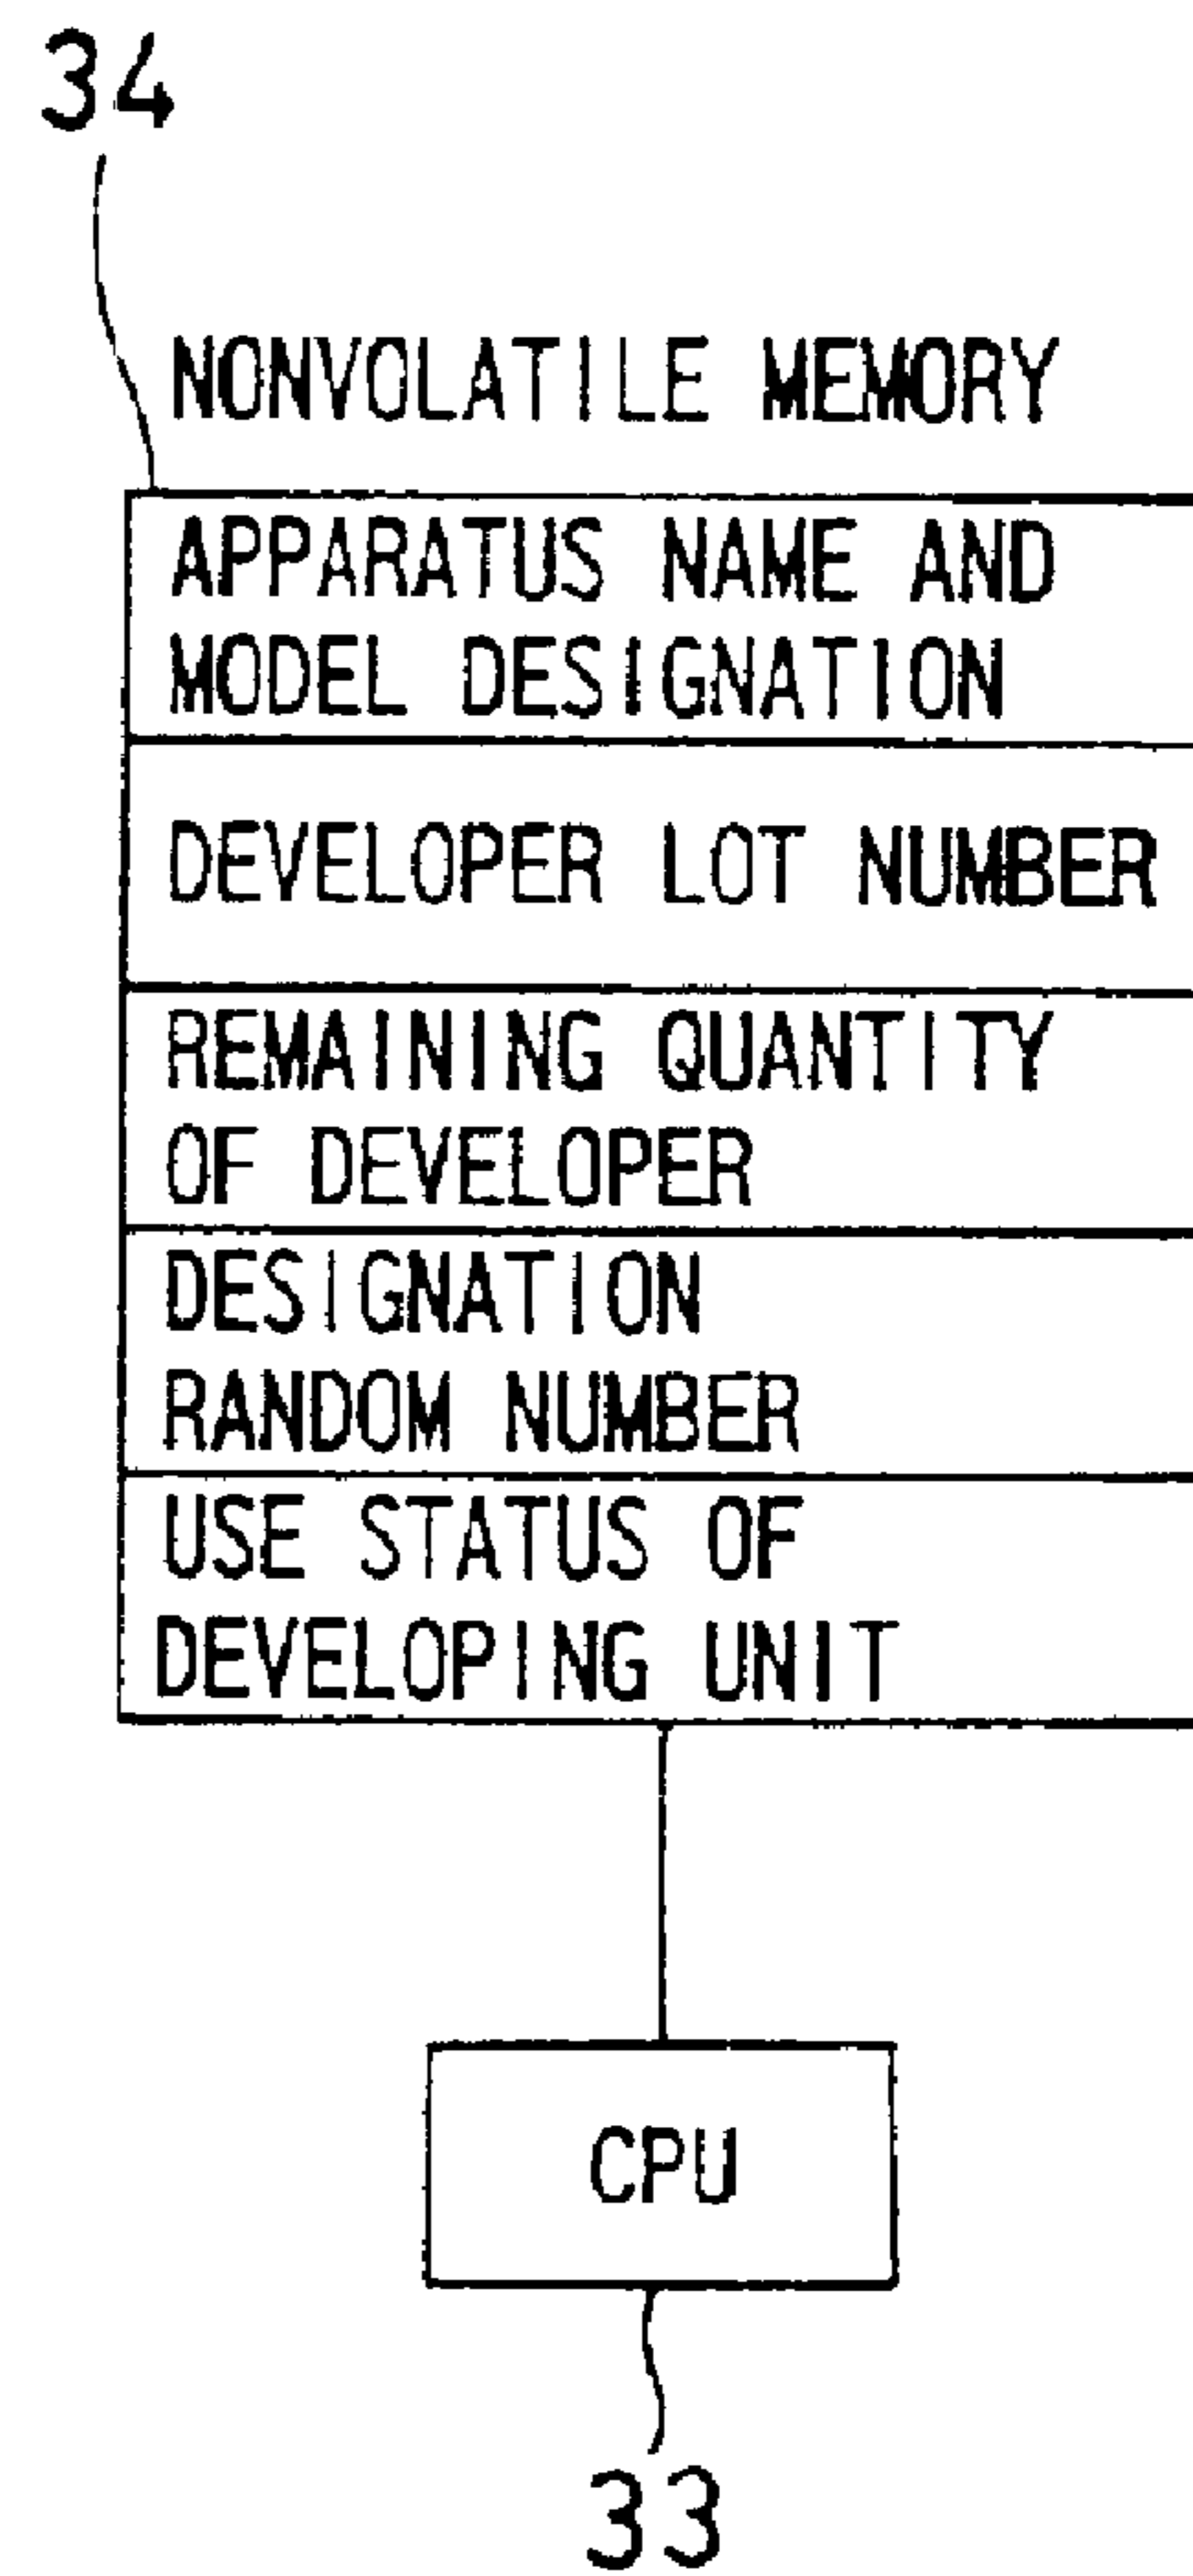 34
NONVOLATILE MEMORY
APPARATUS NAME AND
MODEL DESIGNATION
DEVELOPER LOT NUMBER
REMAINING QUANTITY
OF DEVELOPER
DESIGNATION
RANDOM NUMBER
USE STATUS OF
DEVELOPING UNIT
CPU
33